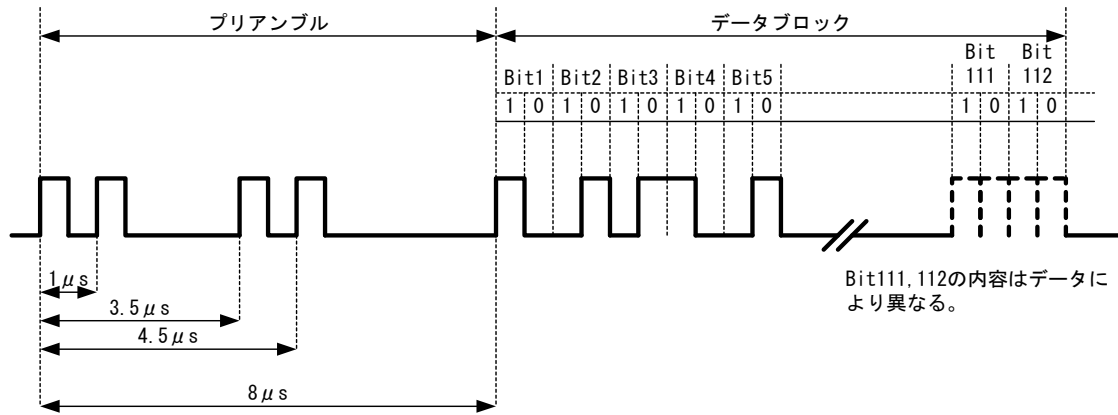 プリアンブル
データブロック
Bit1 Bit2 Bit3 Bit4 Bit5
Bit 111
Bit 112
1 0 1 0 1 0 1 0 1 0
1 0 1 0
1μs
3.5μs
4.5μs
8μs
Bit111,112の内容はデータに
より異なる。